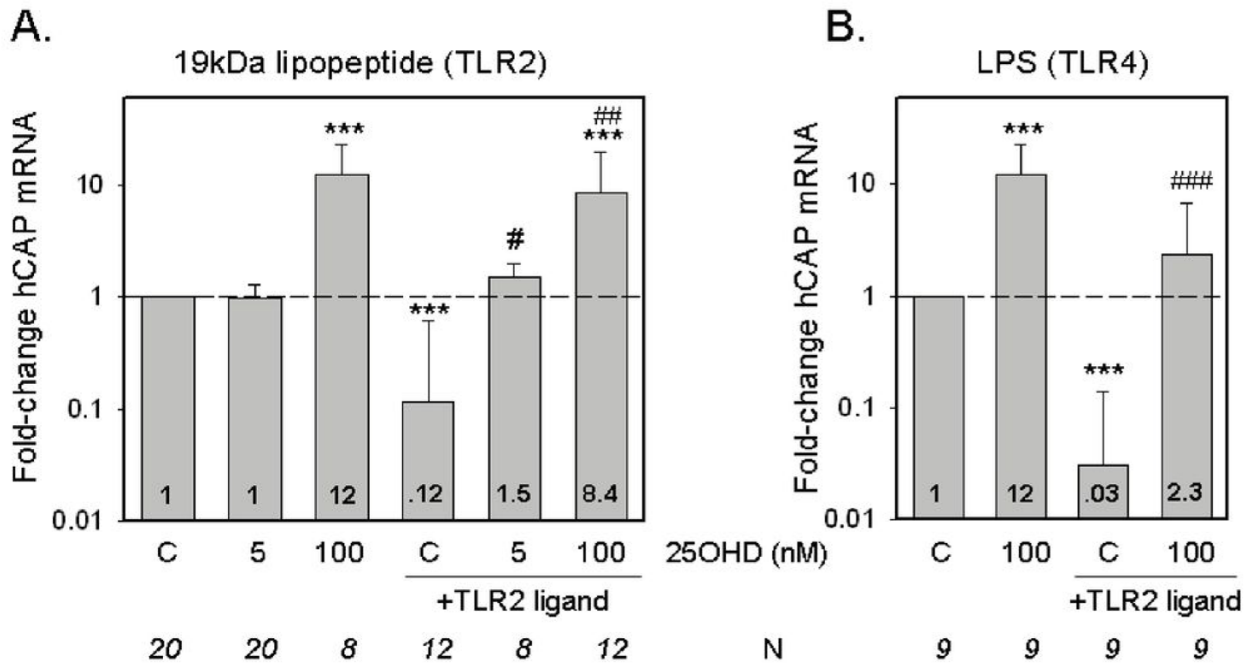 A.
19kDa lipopeptide (TLR2)
Fold-change hCAP mRNA
10
1
0.1
0.01
***
***
#
##
***
1
1
12
.12
1.5
8.4
C 5 100 C 5 100
+TLR2 ligand
20 20 8 12 8 12
25OHD (nM)
N
B.
LPS (TLR4)
Fold-change hCAP mRNA
10
1
0.1
0.01
***
***
###
1
12
.03
2.3
C 100 C 100
+TLR2 ligand
9 9 9 9